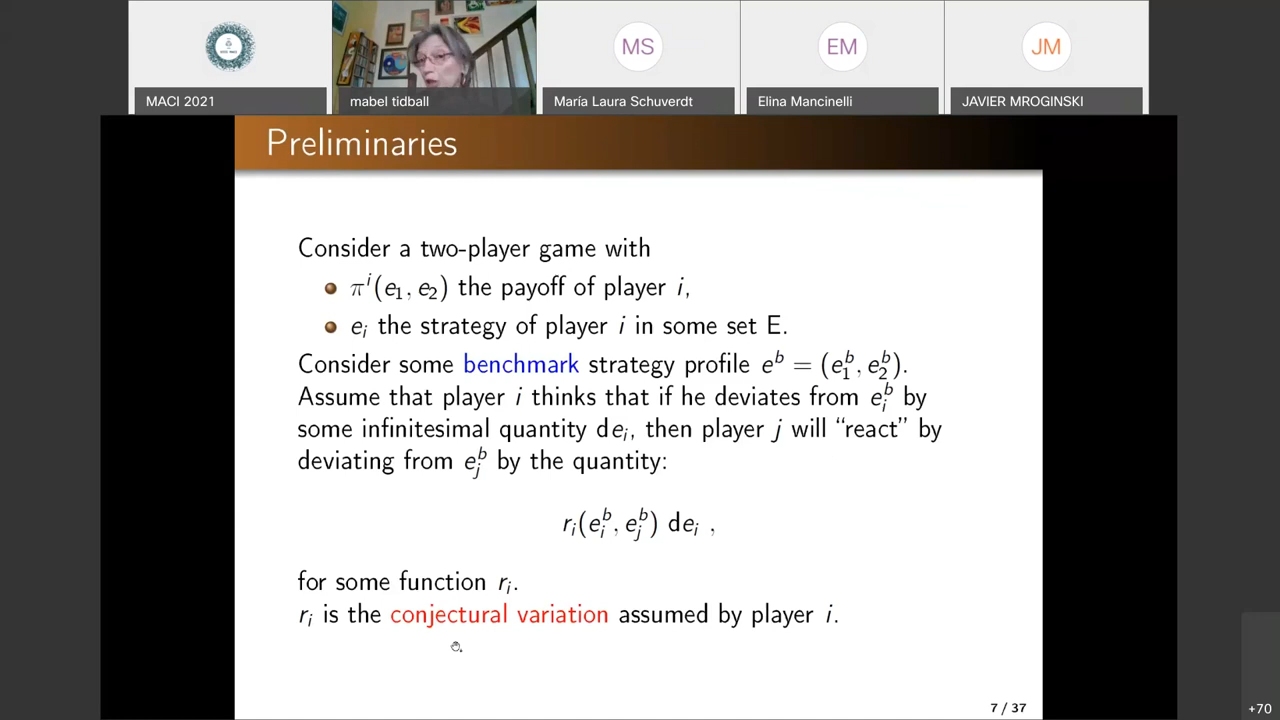 MS
EM
JM
MACI 2021
mabel tidball
María Laura Schuverdt
Elina Mancinelli
JAVIER MROGINSKI
Preliminaries
Consider a two-player game with
π^i(e_1, e_2) the payoff of player i,
e_i the strategy of player i in some set E.
Consider some benchmark strategy profile e^b = (e_1^b, e_2^b).
Assume that player i thinks that if he deviates from e_i^b by
some infinitesimal quantity de_i, then player j will “react” by
deviating from e_j^b by the quantity:
r_i(e_i^b, e_j^b) de_i ,
for some function r_i.
r_i is the conjectural variation assumed by player i.
7 / 37
+70